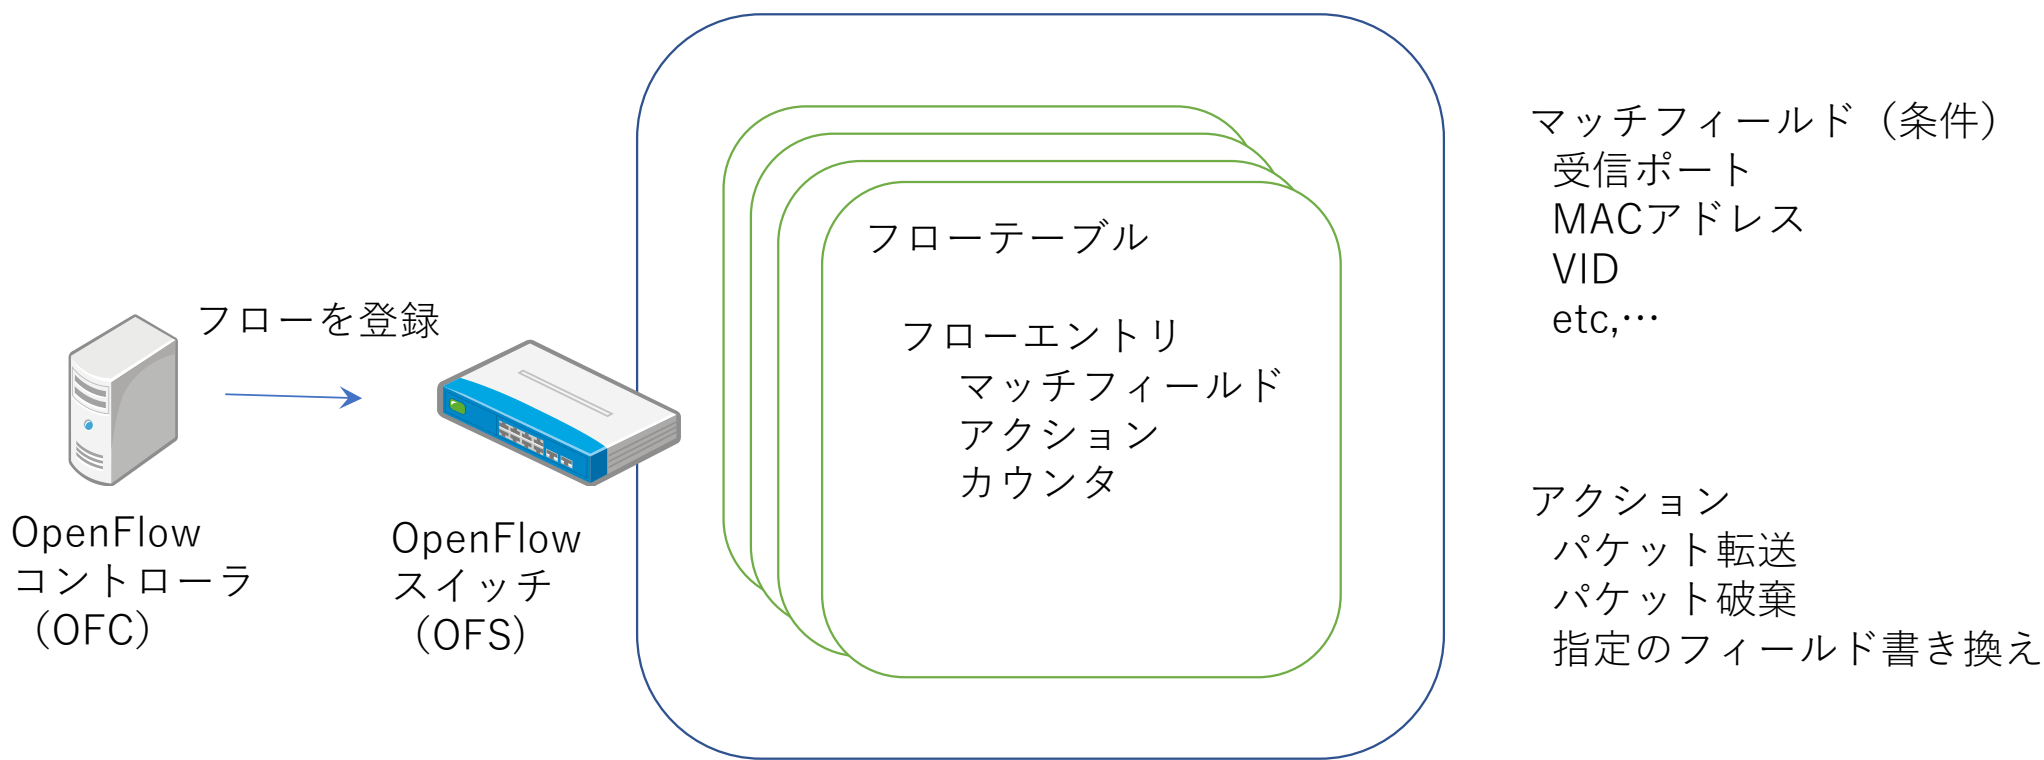 フローを登録
OpenFlow
コントローラ
（OFC）
OpenFlow
スイッチ
（OFS）
フローテーブル
フローエントリ
マッチフィールド
アクション
カウンタ
マッチフィールド（条件）
受信ポート
MACアドレス
VID
etc,…
アクション
パケット転送
パケット破棄
指定のフィールド書き換え